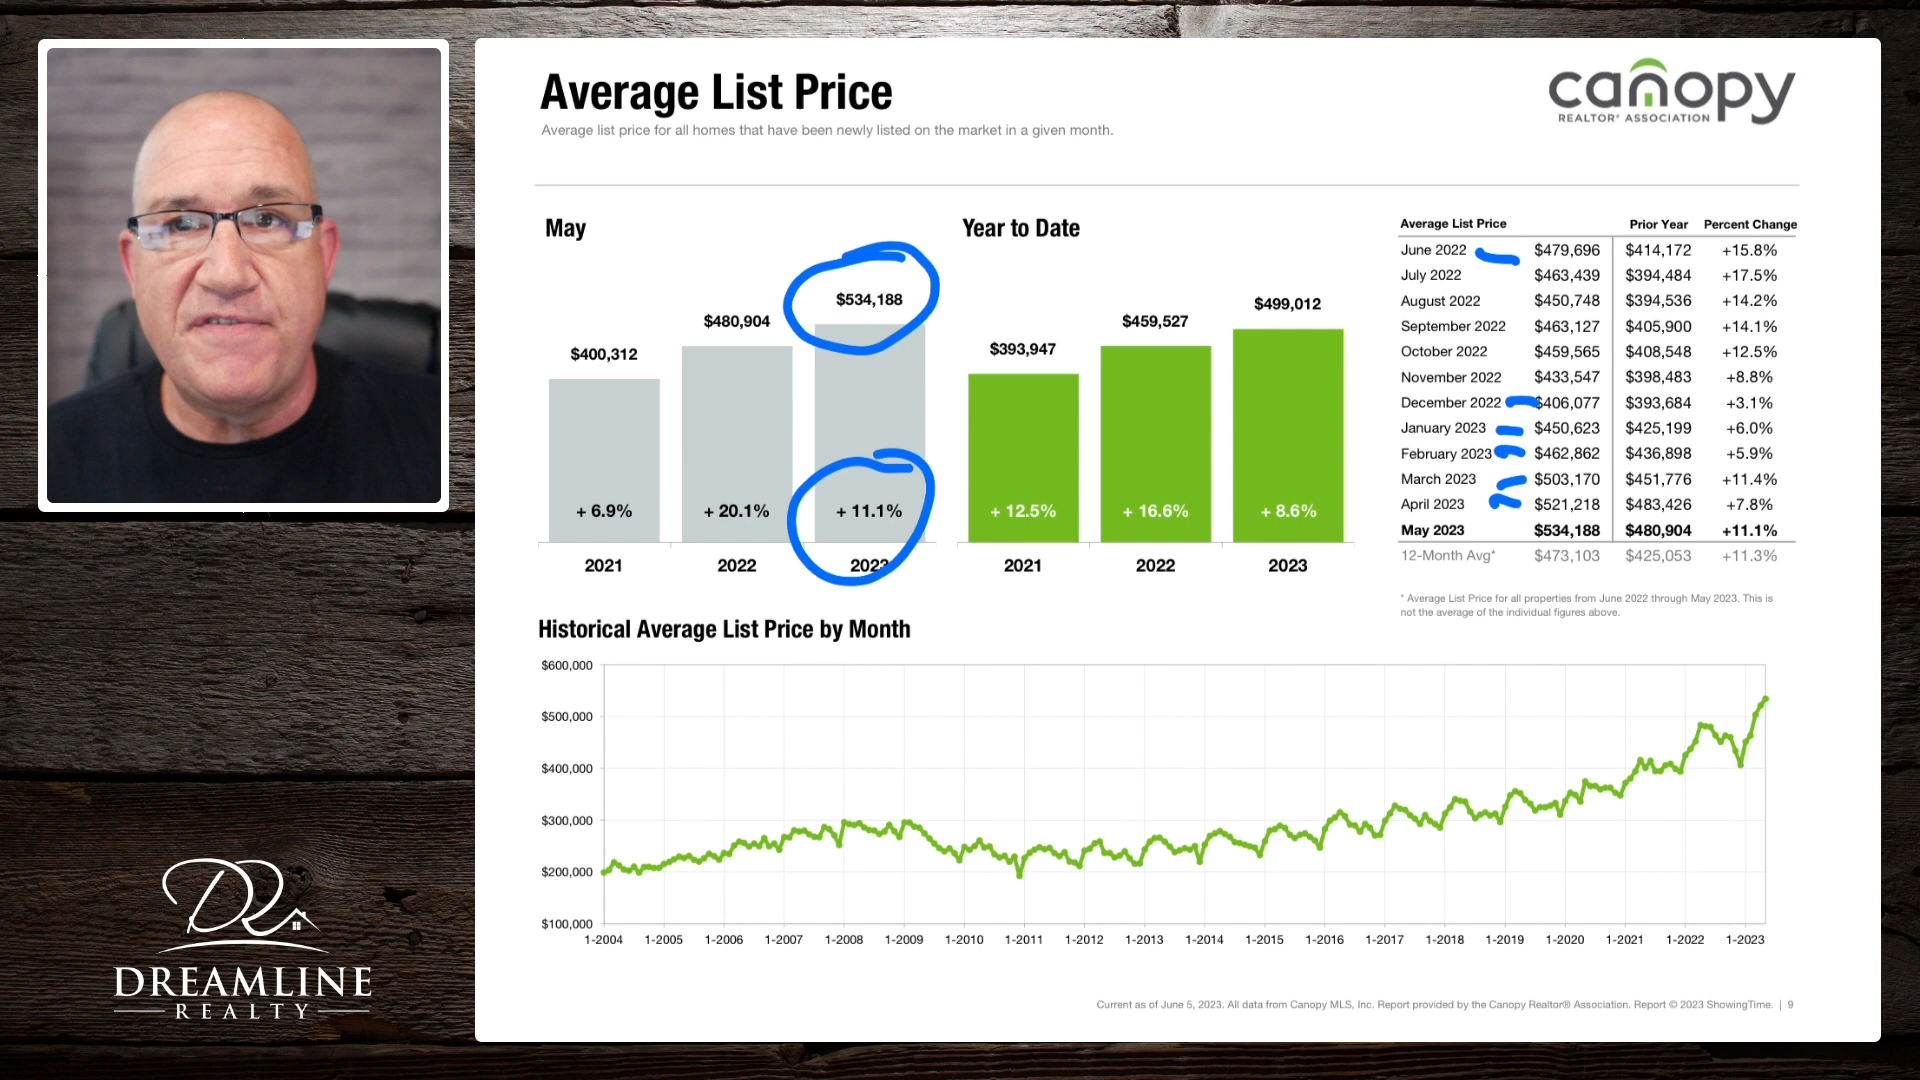 Average List Price
Average list price for all homes that have been newly listed on the market in a given month.
canopy
REALTOR® ASSOCIATION
May
$400,312
$480,904
$534,188
+ 6.9%
+ 20.1%
+ 11.1%
2021
2022
2023
Year to Date
$393,947
$459,527
$499,012
+ 12.5%
+ 16.6%
+ 8.6%
2021
2022
2023
Average List Price Prior Year Percent Change
June 2022 $479,696 $414,172 +15.8%
July 2022 $463,439 $394,484 +17.5%
August 2022 $450,748 $394,536 +14.2%
September 2022 $463,127 $405,900 +14.1%
October 2022 $459,565 $408,548 +12.5%
November 2022 $433,547 $398,483 +8.8%
December 2022 $406,077 $393,684 +3.1%
January 2023 $450,623 $425,199 +6.0%
February 2023 $462,862 $436,898 +5.9%
March 2023 $503,170 $451,776 +11.4%
April 2023 $521,218 $483,426 +7.8%
May 2023 $534,188 $480,904 +11.1%
12-Month Avg* $473,103 $425,053 +11.3%
* Average List Price for all properties from June 2022 through May 2023. This is
not the average of the individual figures above.
Historical Average List Price by Month
$600,000
$500,000
$400,000
$300,000
$200,000
$100,000
1-2004 1-2005 1-2006 1-2007 1-2008 1-2009 1-2010 1-2011 1-2012 1-2013 1-2014 1-2015 1-2016 1-2017 1-2018 1-2019 1-2020 1-2021 1-2022 1-2023
Current as of June 5, 2023. All data from Canopy MLS, Inc. Report provided by the Canopy Realtor® Association. Report © 2023 ShowingTime. | 9
DR
DREAMLINE
REALTY